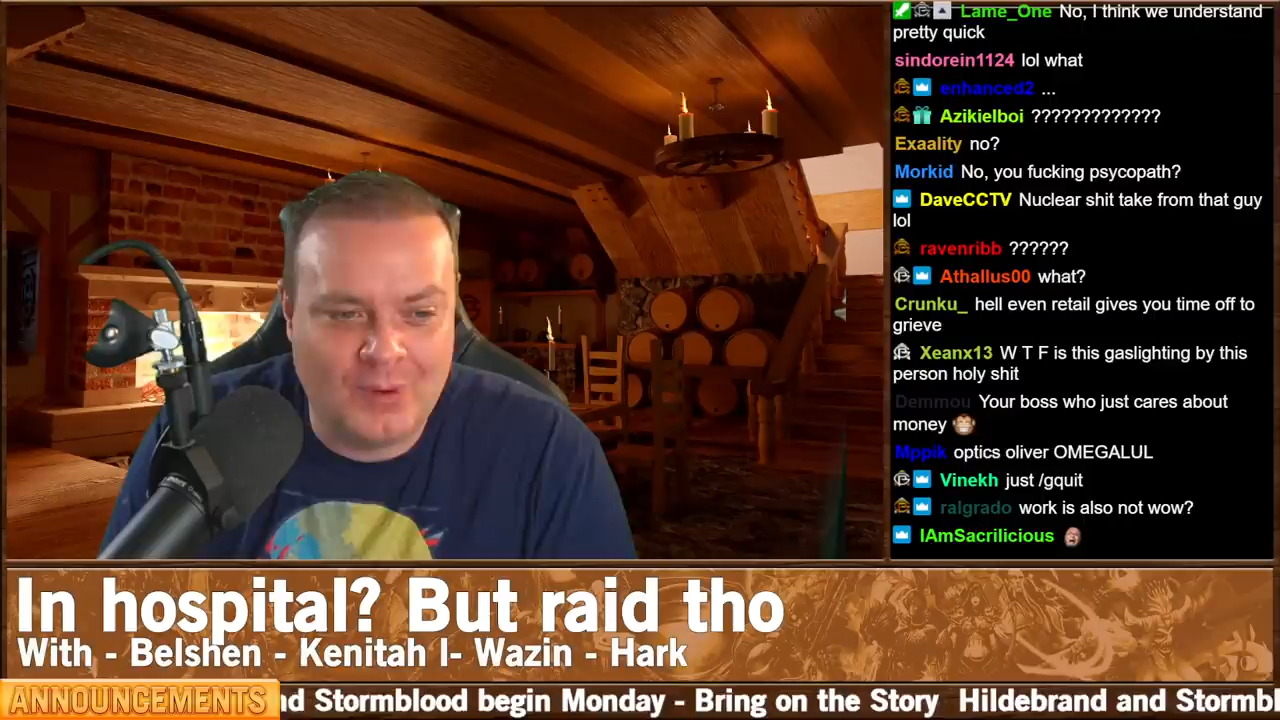 Lame_One No, I think we understand
pretty quick
sindorein1124 lol what
enhanced2 ...
Azikielboi ?????????????
Exaality no?
Morkid No, you fucking psycopath?
DaveCCTV Nuclear shit take from that guy
lol
ravenribb ??????
Athallus00 what?
Crunku_ hell even retail gives you time off to
grieve
Xeanx13 W T F is this gaslighting by this
person holy shit
Demmou Your boss who just cares about
money
Mppik optics oliver OMEGALUL
Vinekh just /gquit
ralgrado work is also not wow?
IAmSacrilicious
In hospital? But raid tho
With - Belshen - Kenitah I- Wazin - Hark
ANNOUNCEMENTS nd Stormblood begin Monday - Bring on the Story Hildebrand and Stormbl